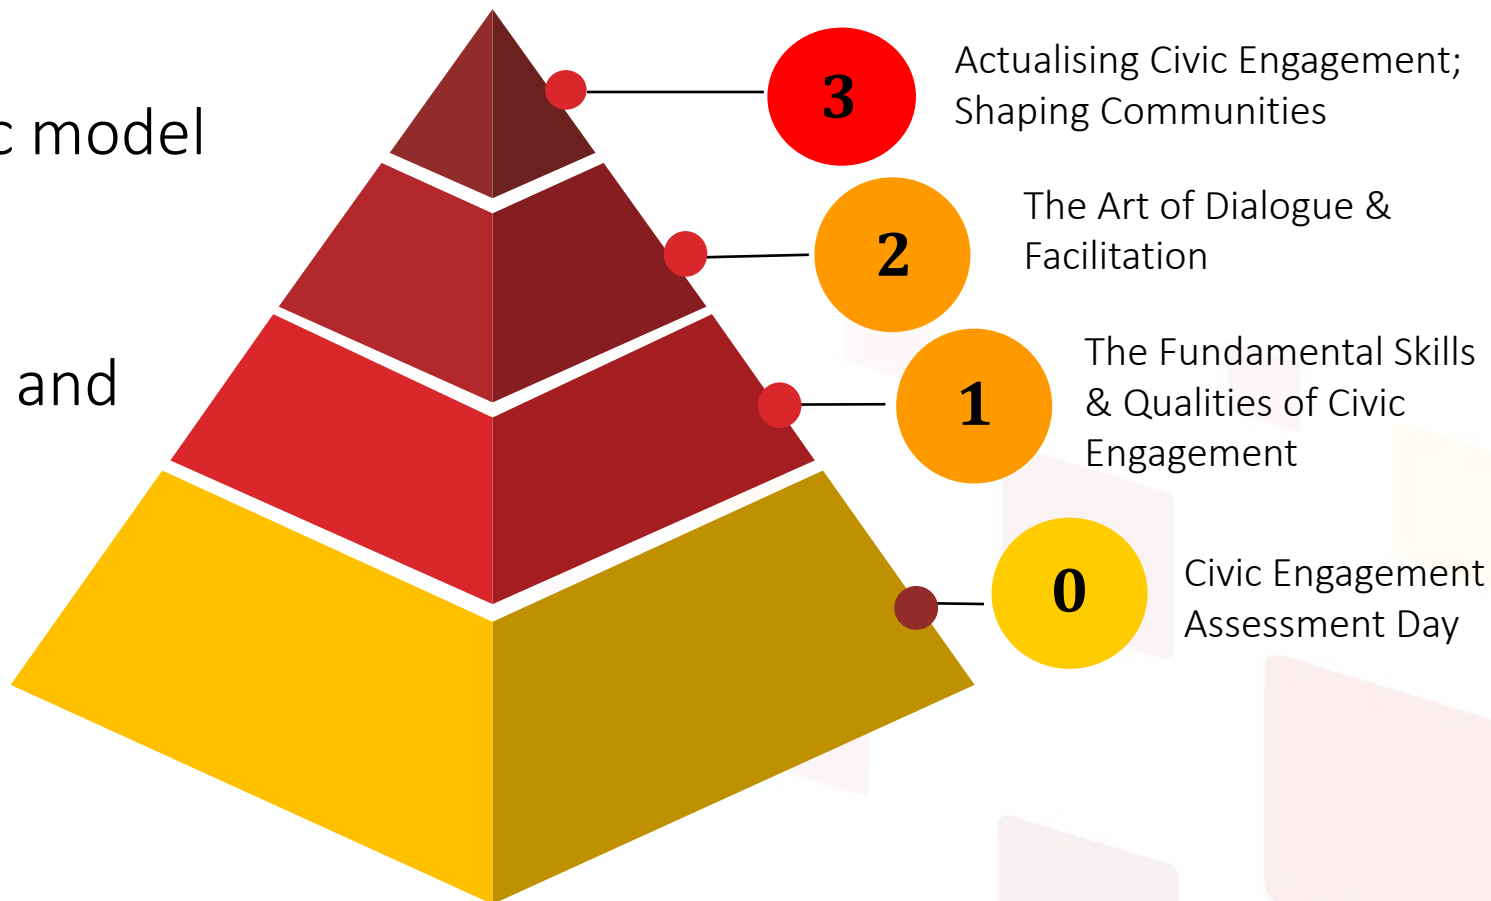 model
and
3
Actualising Civic Engagement;
Shaping Communities
2
The Art of Dialogue &
Facilitation
1
The Fundamental Skills
& Qualities of Civic
Engagement
0
Civic Engagement
Assessment Day